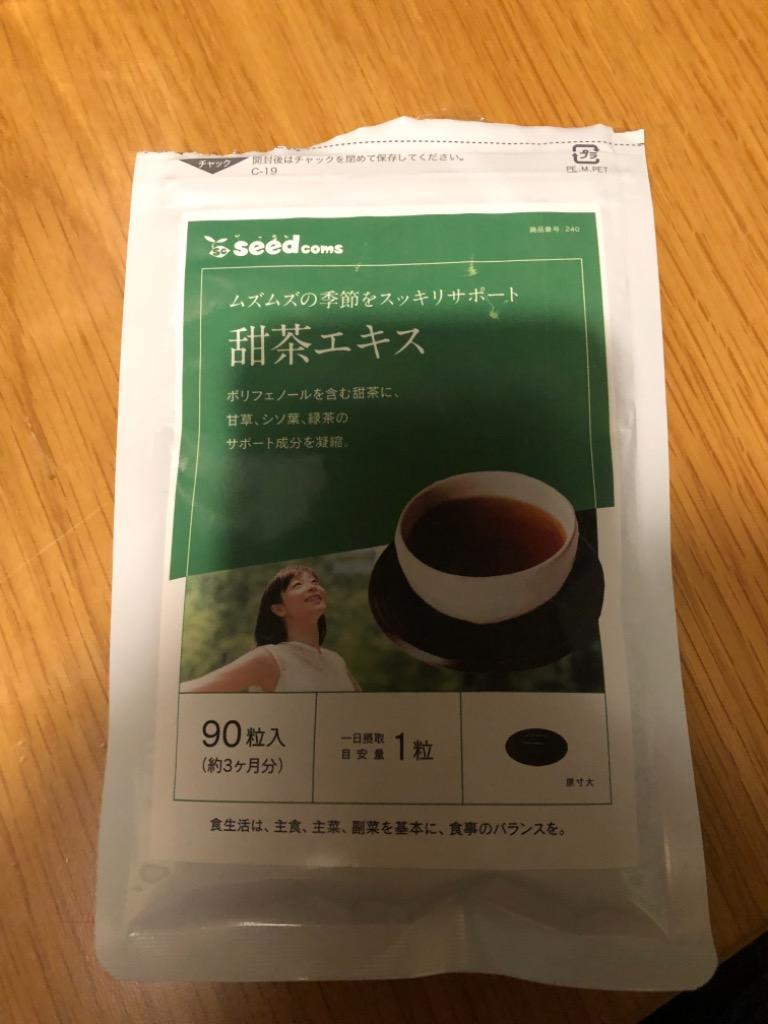 チャック
開封後はチャックを閉めて保存してください。
C-19
プラ
PE,M,PET
商品番号:240
seedcoms
ムズムズの季節をスッキリサポート
甜茶エキス
ポリフェノールを含む甜茶に、
甘草、シソ葉、緑茶の
サポート成分を凝縮。
90粒入
(約3ヶ月分)
一日摂取
目安量
1粒
原寸大
食生活は、主食、主菜、副菜を基本に、食事のバランスを。